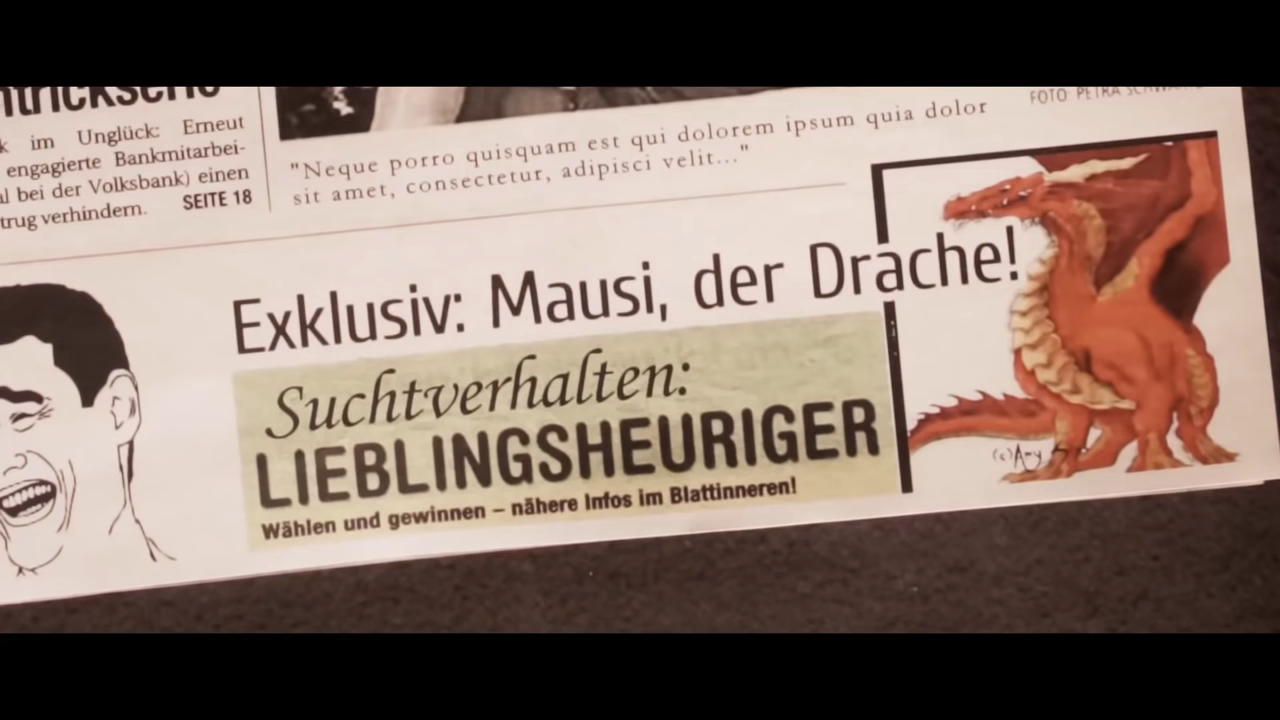 k im Unglück: Erneut
engagierte Bankmitarbei-
al bei der Volksbank) einen
trug verhindern. SEITE 18
"Neque porro quisquam est qui dolorem ipsum quia dolor
sit amet, consectetur, adipisci velit..."
FOTO: PETRA
Exklusiv: Mausi, der Drache!
Suchtverhalten:
LIEBLINGSHEURIGER
Wählen und gewinnen – nähere Infos im Blattinneren!
(c)Amy